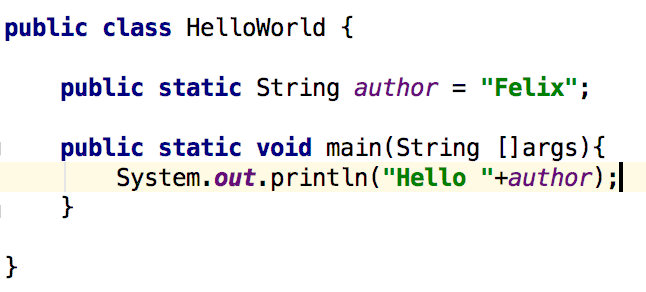 public class HelloWorld {
public static String author = "Felix";
public static void main(String []args){
System.out.println("Hello "+author);
}
}